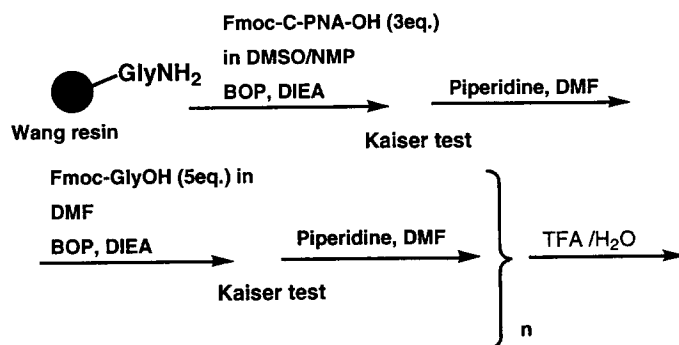 Fmoc-C-PNA-OH (3eq.)
in DMSO/NMP
BOP, DIEA
GlyNH2
Wang resin
Kaiser test
Piperidine, DMF
Fmoc-GlyOH (5eq.) in
DMF
BOP, DIEA
Kaiser test
Piperidine, DMF
n
TFA /H2O